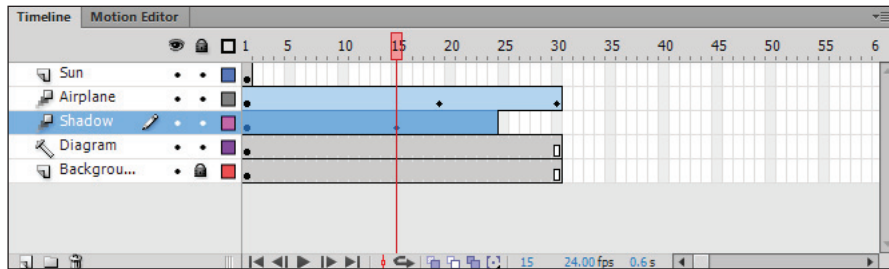 Timeline Motion Editor
1 5 10 15 20 25 30 35 40 45 50 55 6
Sun
Airplane
Shadow
Diagram
Backgrou...
15 24.00 fps 0.6 s